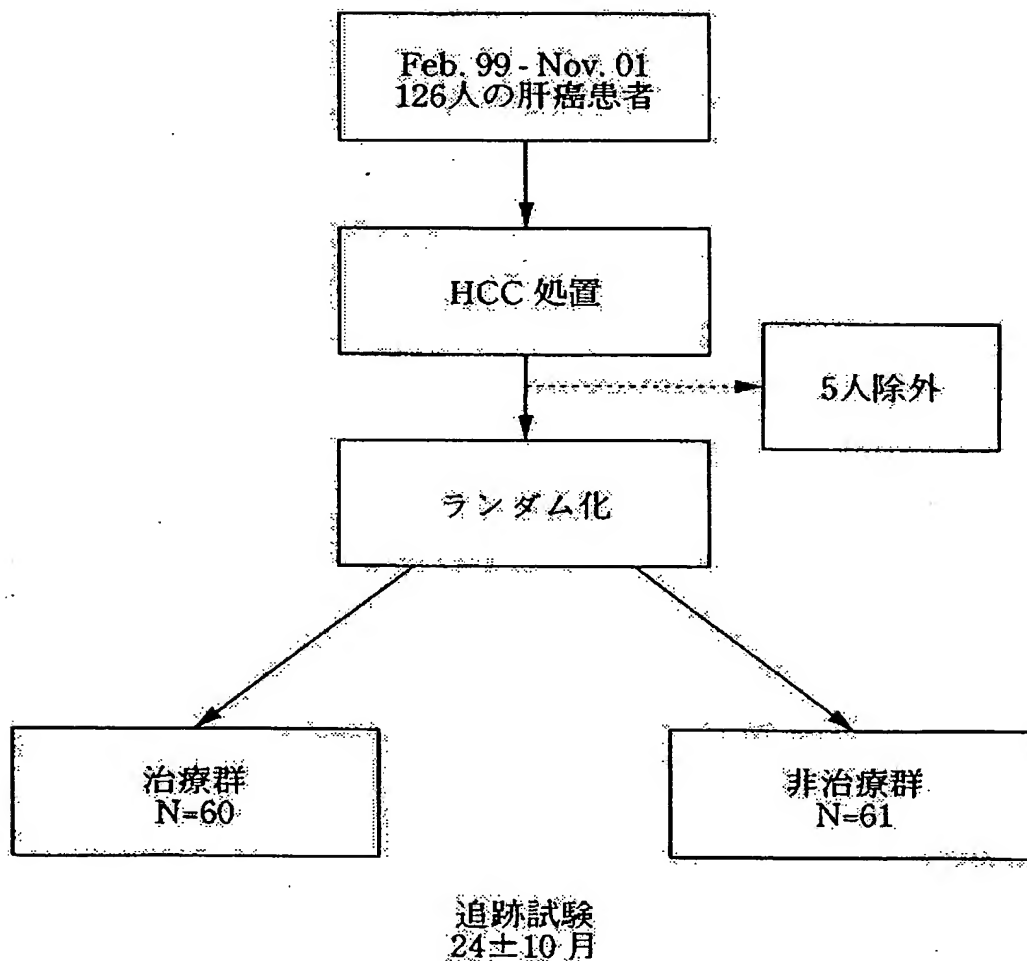 Feb. 99 - Nov. 01
126人の肝癌患者
HCC 処置
5人除外
ランダム化
治療群
N=60
非治療群
N=61
追跡試験
24±10 月